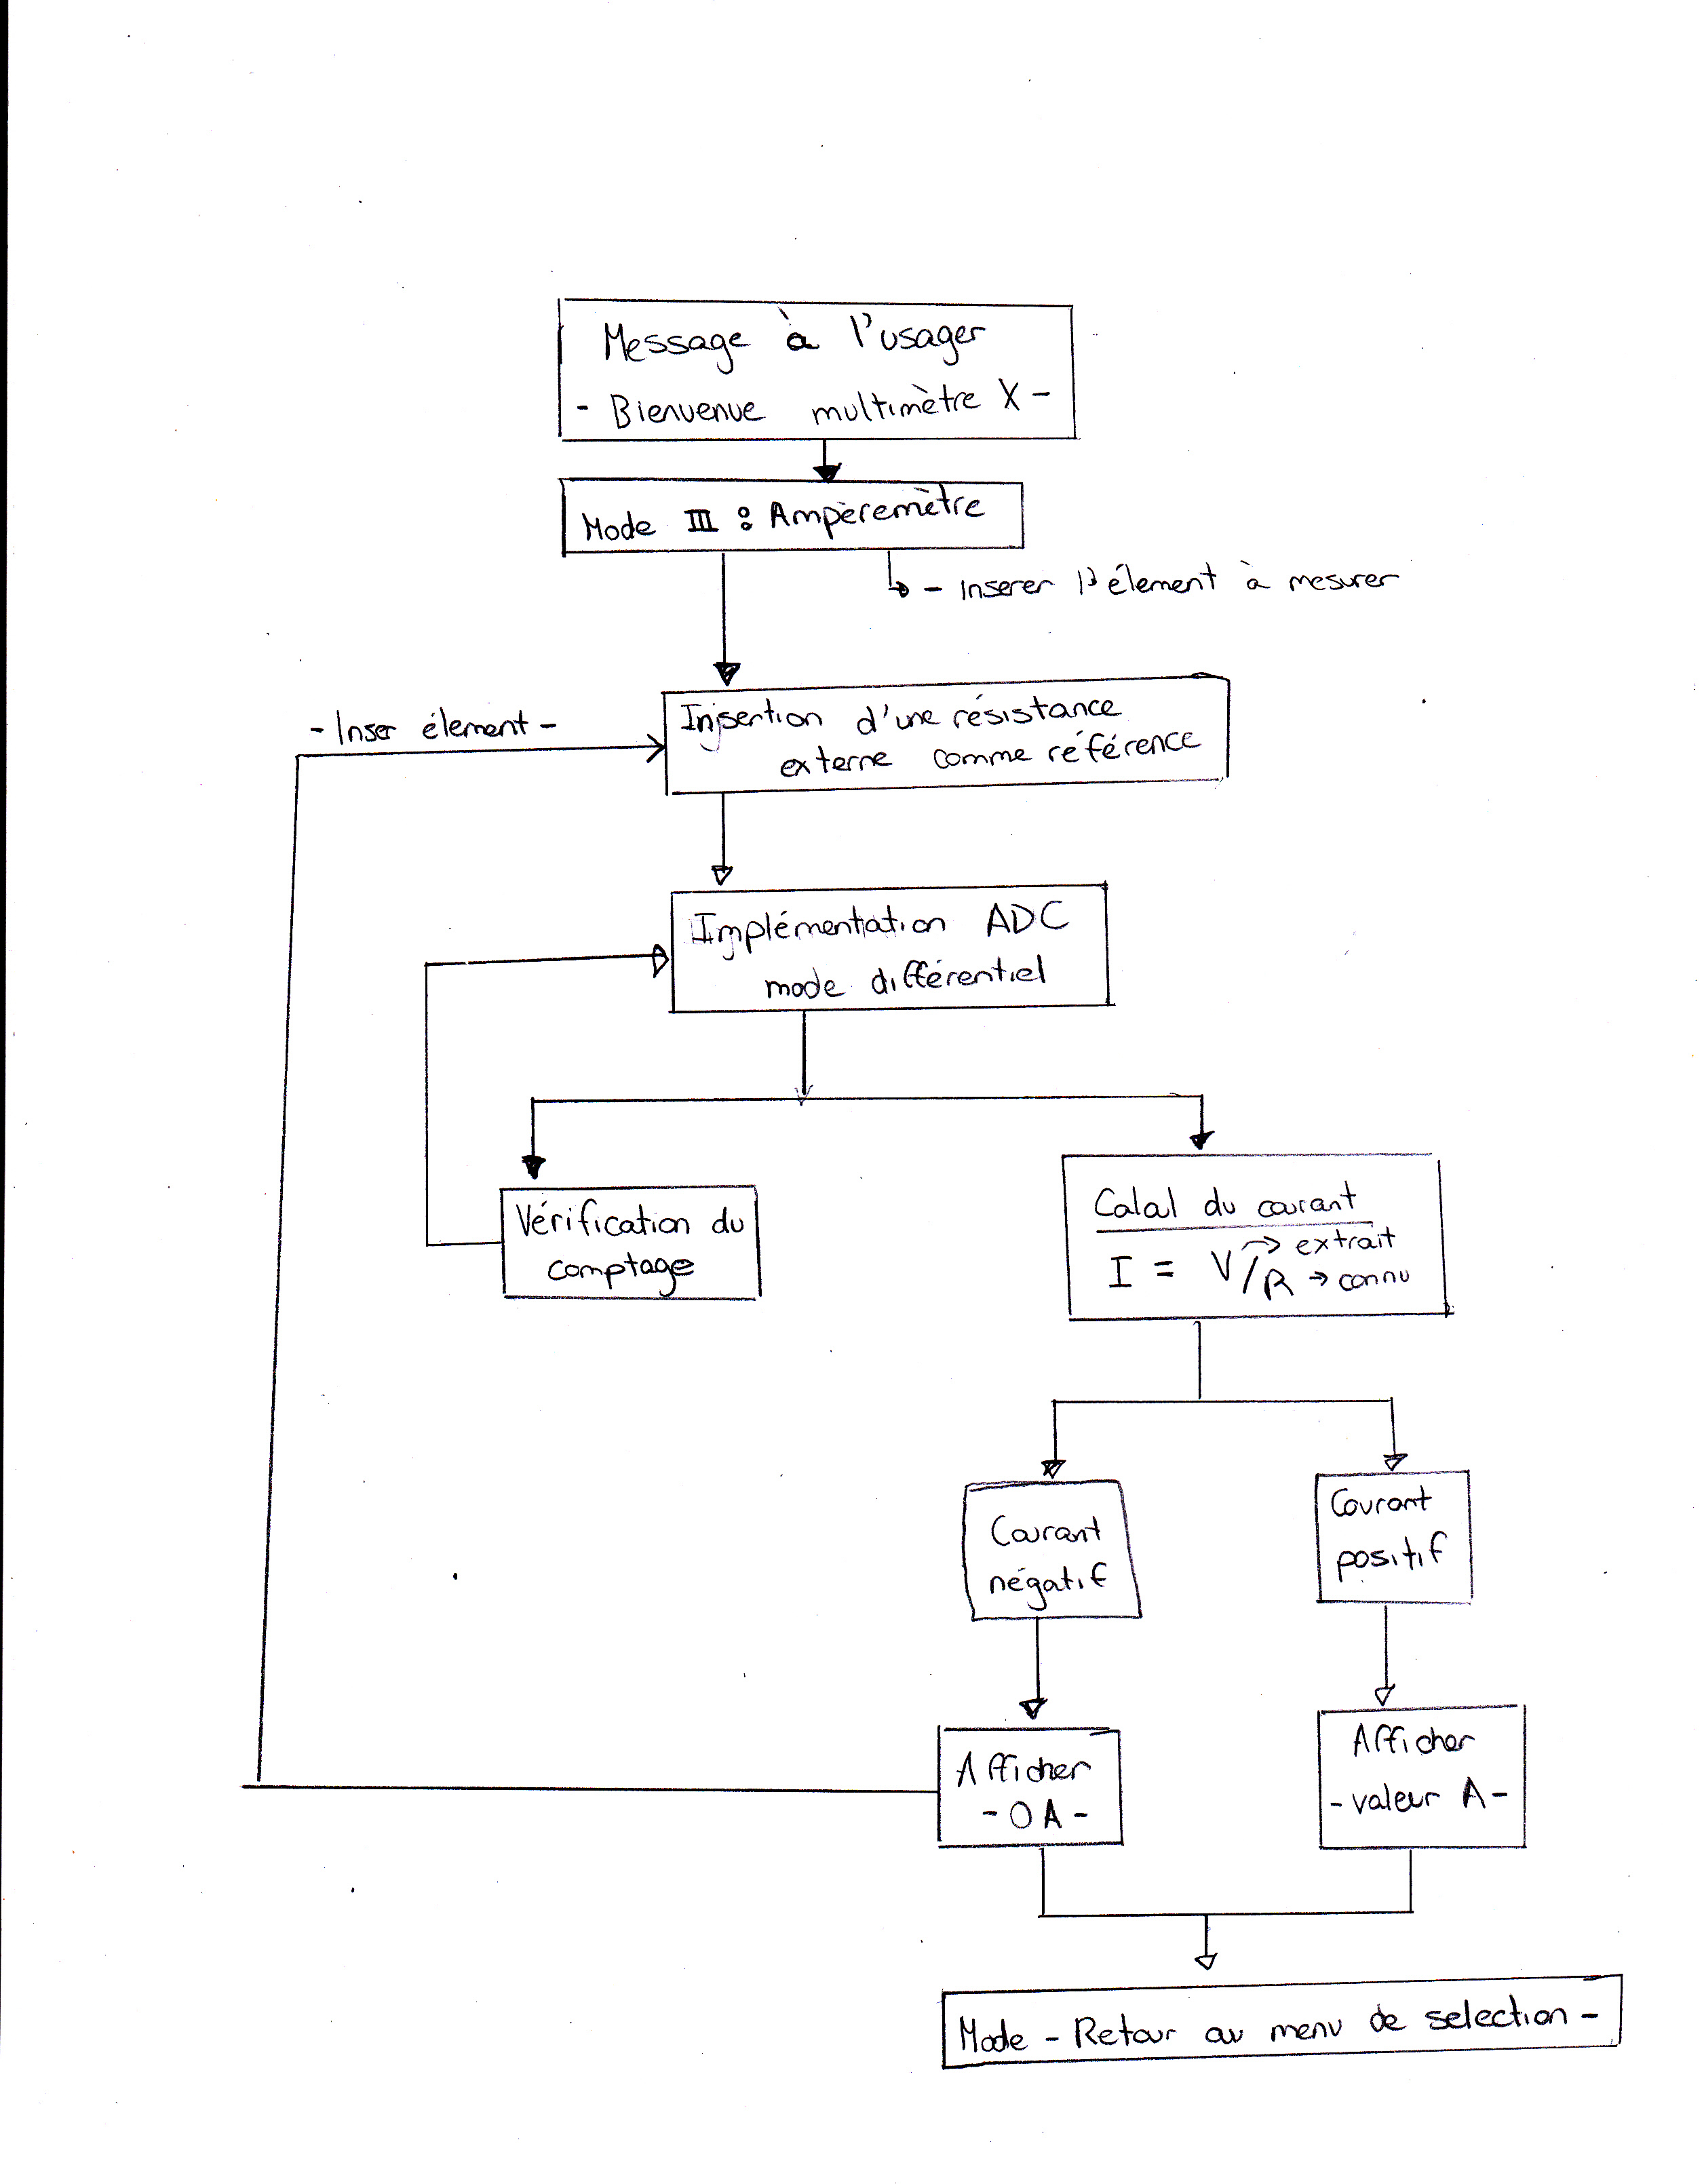 Message à l'usager
- Bienvenue multimètre X -
Mode III : Ampèremètre
- Inserer l'élement à mesurer
- Inser élement -
Insertion d'une résistance
externe comme référence
Implémentation ADC
mode différentiel
Vérification du
comptage
Calcul du courant
I = V/R → extrait
→ connu
Courant
négatif
Courant
positif
Afficher
- 0 A -
Afficher
- valeur A -
Mode - Retour au menu de selection -